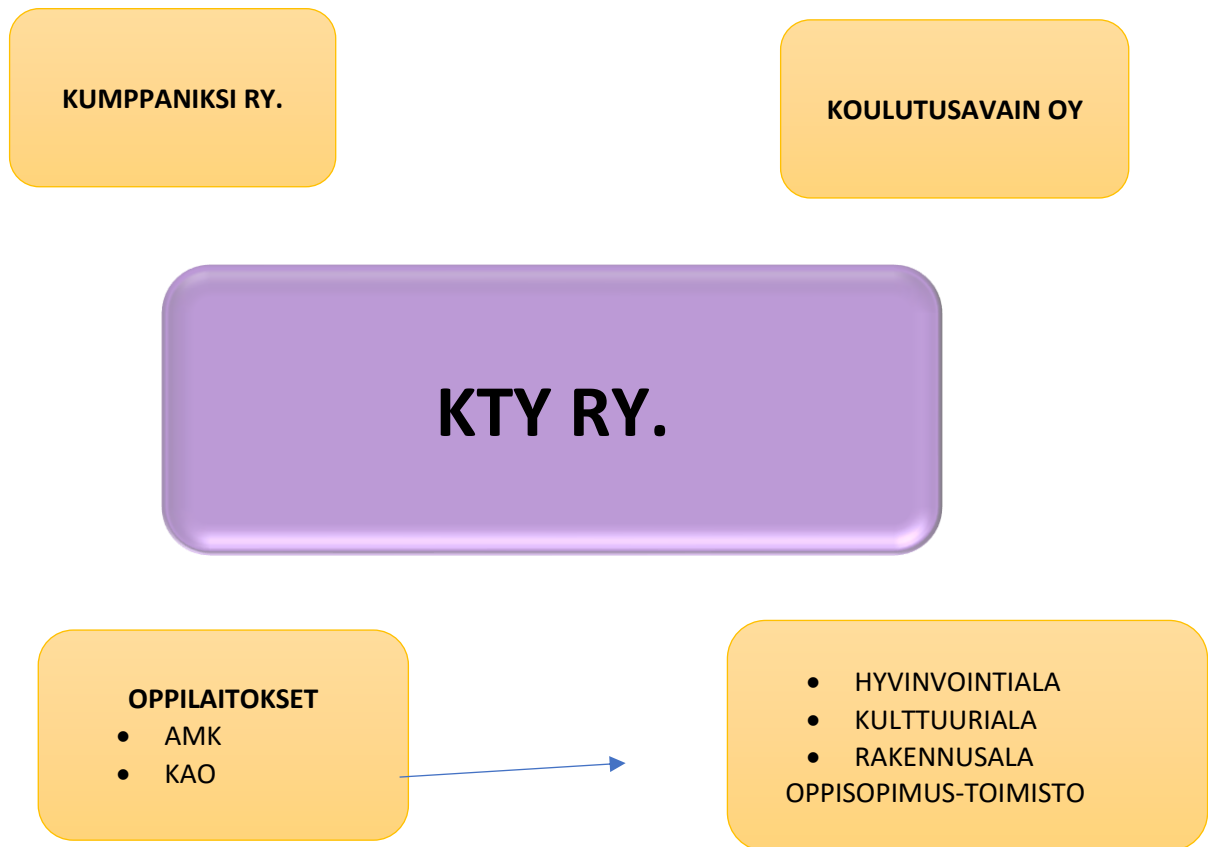 KUMPPANIKSI RY.
KOULUTUSAVAIN OY
KTY RY.
OPPILAITOKSET
• AMK
• KAO
• HYVINVOINTIALA
• KULTTUURIALA
• RAKENNUSALA
OPPISOPIMUS-TOIMISTO